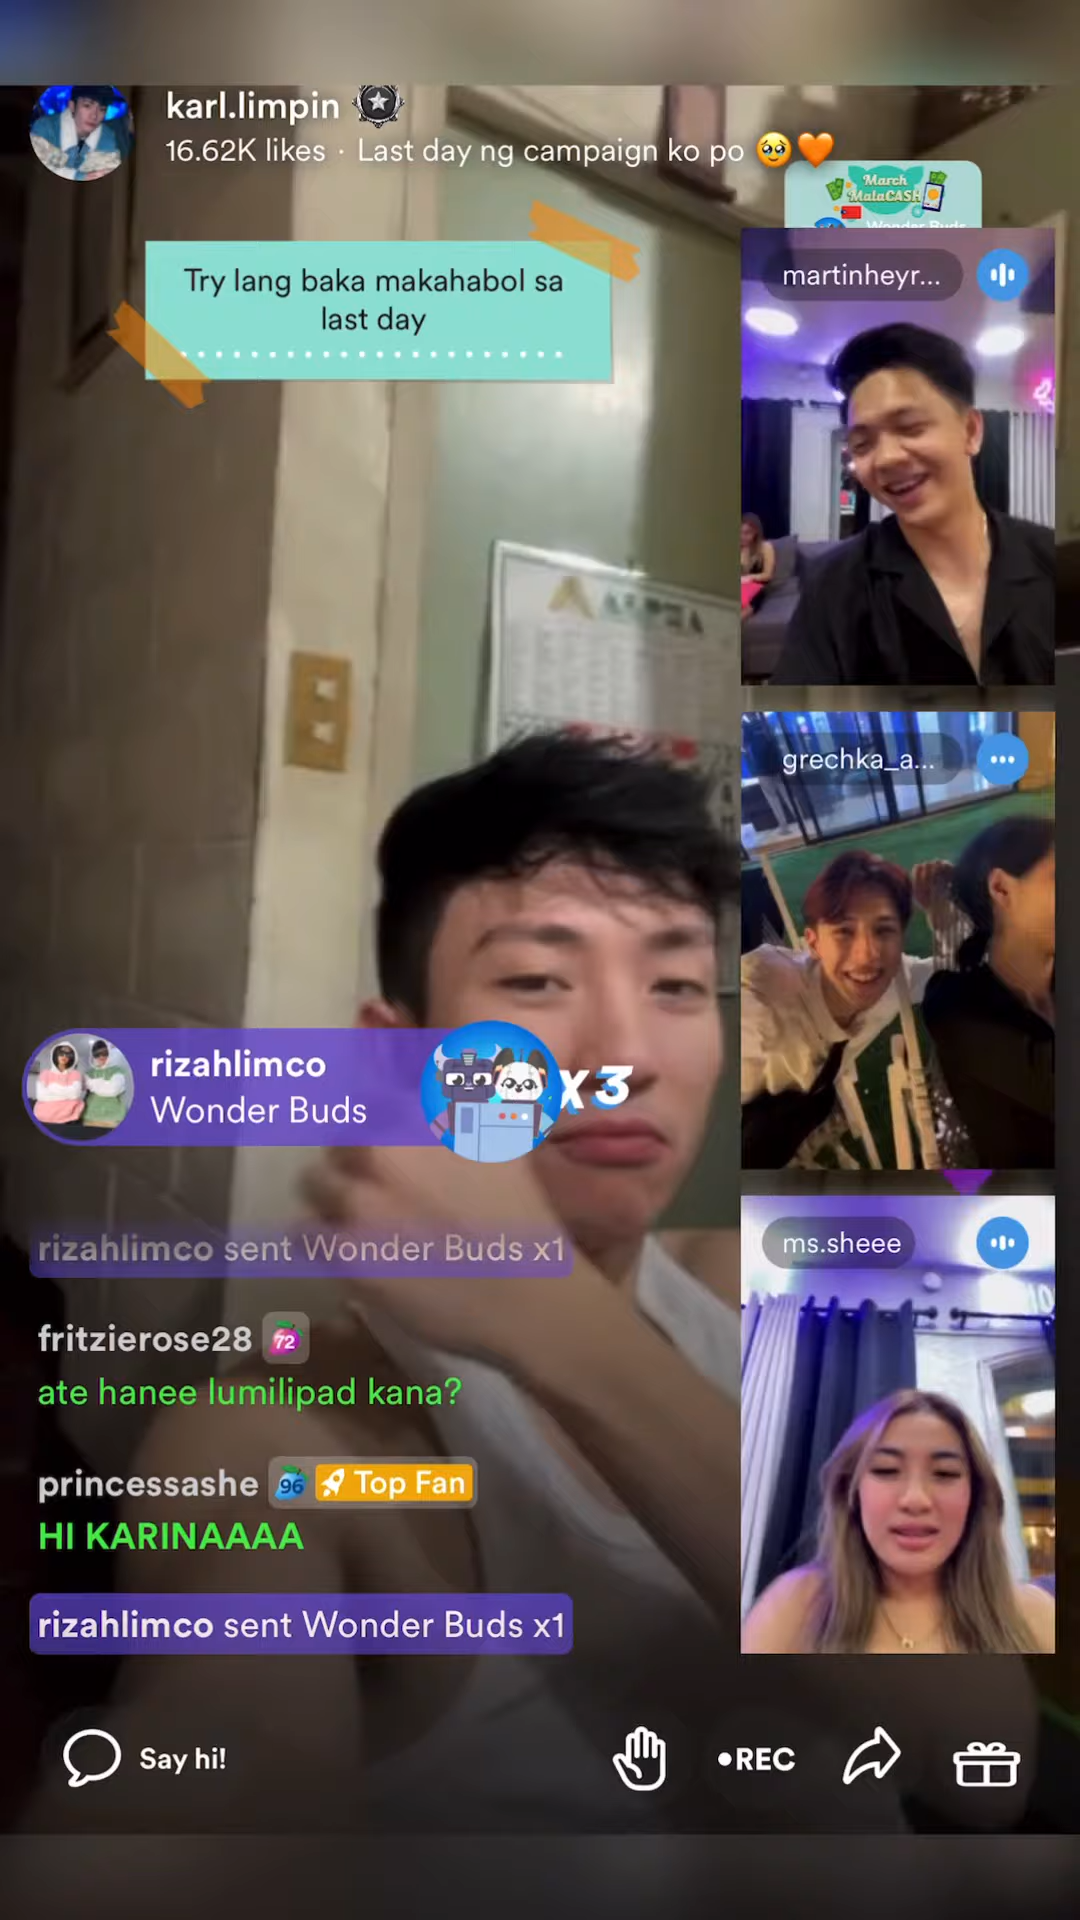 karl.limpin
16.62K likes · Last day ng campaign ko po 🥹🧡
March
MalaCASH
Wonder Buds
Try lang baka makahabol sa
last day
martinheyr...
grechka_a...
rizahlimco
Wonder Buds
x3
rizahlimco sent Wonder Buds x1
ms.sheee
fritzierose28 72
ate hanee lumilipad kana?
princessashe 96 Top Fan
HI KARINAAAA
rizahlimco sent Wonder Buds x1
Say hi!
•REC